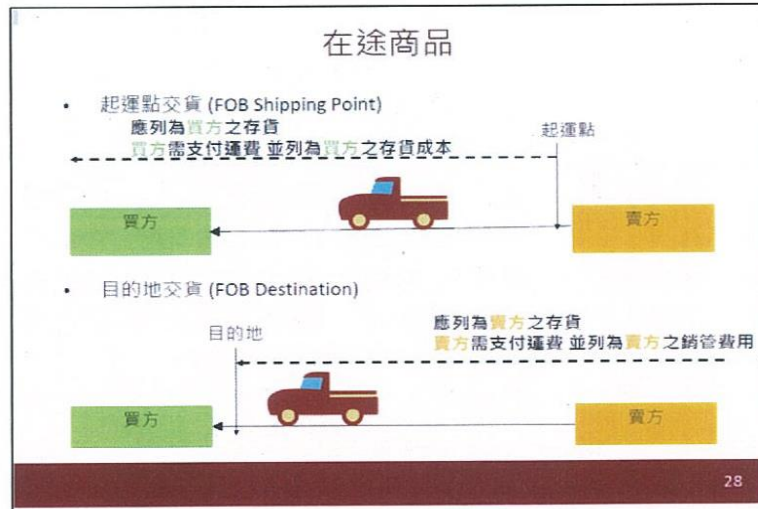 在途商品
• 起運點交貨 (FOB Shipping Point)
應列為買方之存貨
買方需支付運費 並列為買方之存貨成本
起運點
買方
賣方
• 目的地交貨 (FOB Destination)
應列為賣方之存貨
賣方需支付運費 並列為賣方之銷管費用
目的地
買方
賣方
28